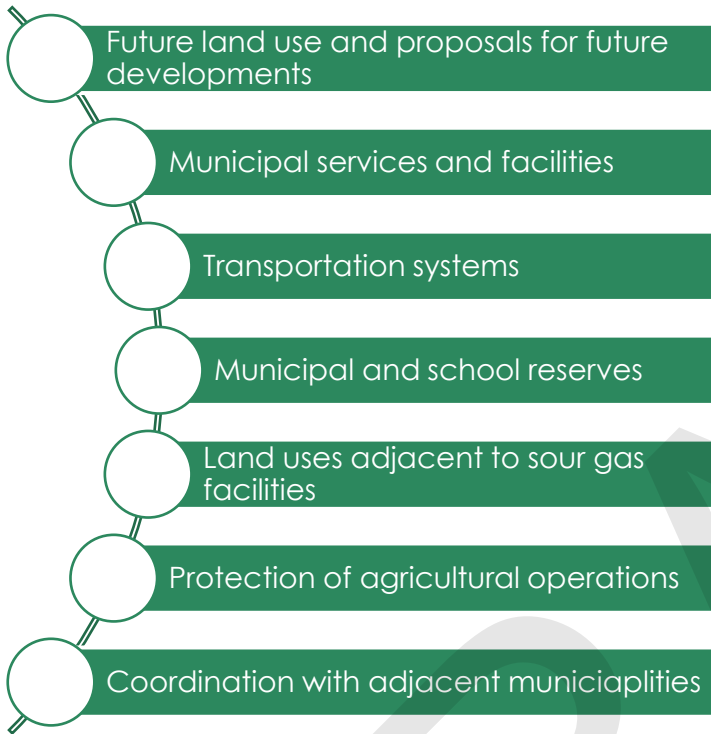 Future land use and proposals for future
developments
Municipal services and facilities
Transportation systems
Municipal and school reserves
Land uses adjacent to sour gas
facilities
Protection of agricultural operations
Coordination with adjacent municiaplities